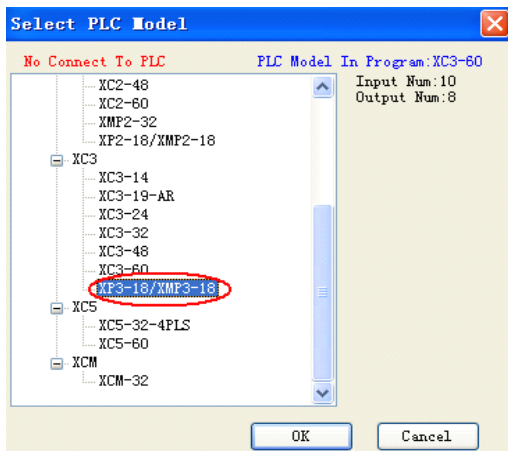 Select PLC Model
No Connect To PLC
PLC Model In Program:XC3-60
XC2-48
XC2-60
XMP2-32
XP2-18/XMP2-18
XC3
XC3-14
XC3-19-AR
XC3-24
XC3-32
XC3-48
XC3-60
XP3-18/XMP3-18
XC5
XC5-32-4PLS
XC5-60
XCM
XCM-32
Input Num:10
Output Num:8
OK
Cancel